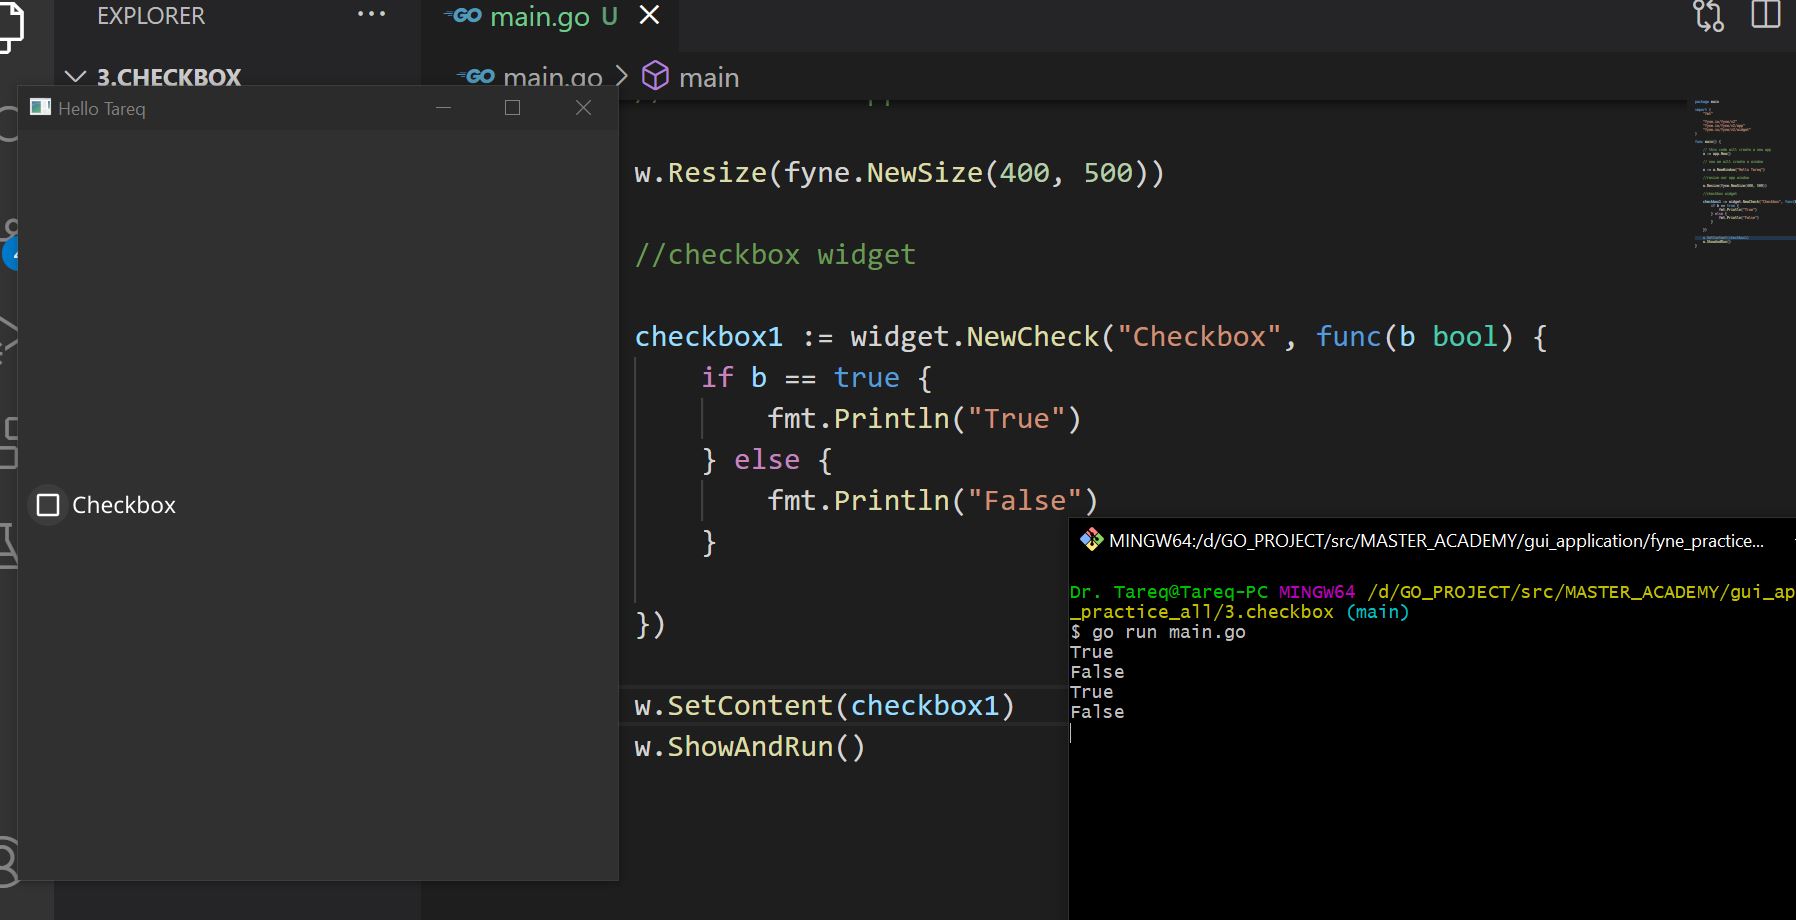 EXPLORER
...
GO main.go U
3.CHECKBOX
GO main.go > main
Hello Tareq
Checkbox
w.Resize(fyne.NewSize(400, 500))
//checkbox widget
checkbox1 := widget.NewCheck("Checkbox", func(b bool) {
if b == true {
fmt.Println("True")
} else {
fmt.Println("False")
}
})
w.SetContent(checkbox1)
w.ShowAndRun()
MINGW64:/d/GO_PROJECT/src/MASTER_ACADEMY/gui_application/fyne_practice...
Dr. Tareq@Tareq-PC MINGW64 /d/GO_PROJECT/src/MASTER_ACADEMY/gui_ap
_practice_all/3.checkbox (main)
$ go run main.go
True
False
True
False